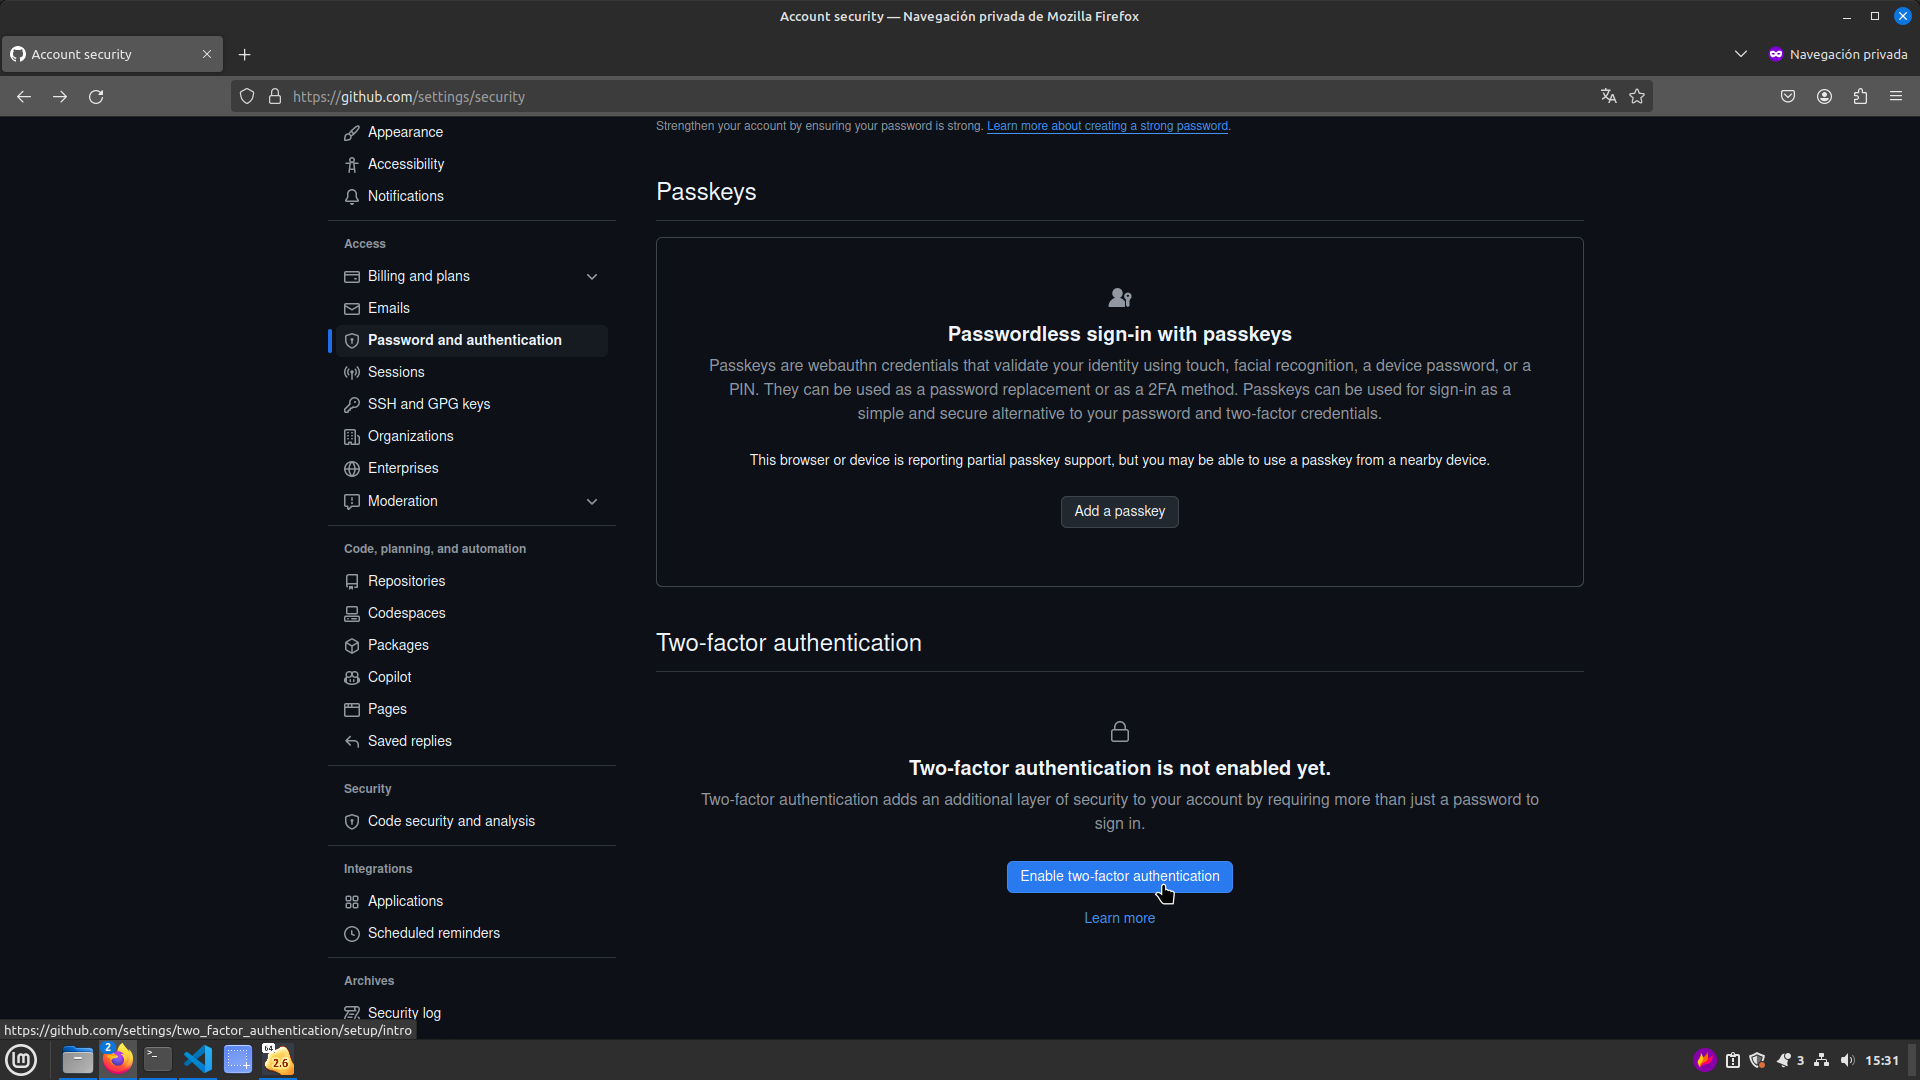 Account security — Navegación privada de Mozilla Firefox
Account security
Navegación privada
https://github.com/settings/security
Appearance
Accessibility
Notifications
Access
Billing and plans
Emails
Password and authentication
Sessions
SSH and GPG keys
Organizations
Enterprises
Moderation
Code, planning, and automation
Repositories
Codespaces
Packages
Copilot
Pages
Saved replies
Security
Code security and analysis
Integrations
Applications
Scheduled reminders
Archives
Security log
Strengthen your account by ensuring your password is strong. Learn more about creating a strong password.
Passkeys
Passwordless sign-in with passkeys
Passkeys are webauthn credentials that validate your identity using touch, facial recognition, a device password, or a
PIN. They can be used as a password replacement or as a 2FA method. Passkeys can be used for sign-in as a
simple and secure alternative to your password and two-factor credentials.
This browser or device is reporting partial passkey support, but you may be able to use a passkey from a nearby device.
Add a passkey
Two-factor authentication
Two-factor authentication is not enabled yet.
Two-factor authentication adds an additional layer of security to your account by requiring more than just a password to
sign in.
Enable two-factor authentication
Learn more
https://github.com/settings/two_factor_authentication/setup/intro
2
64
2.6
3
15:31